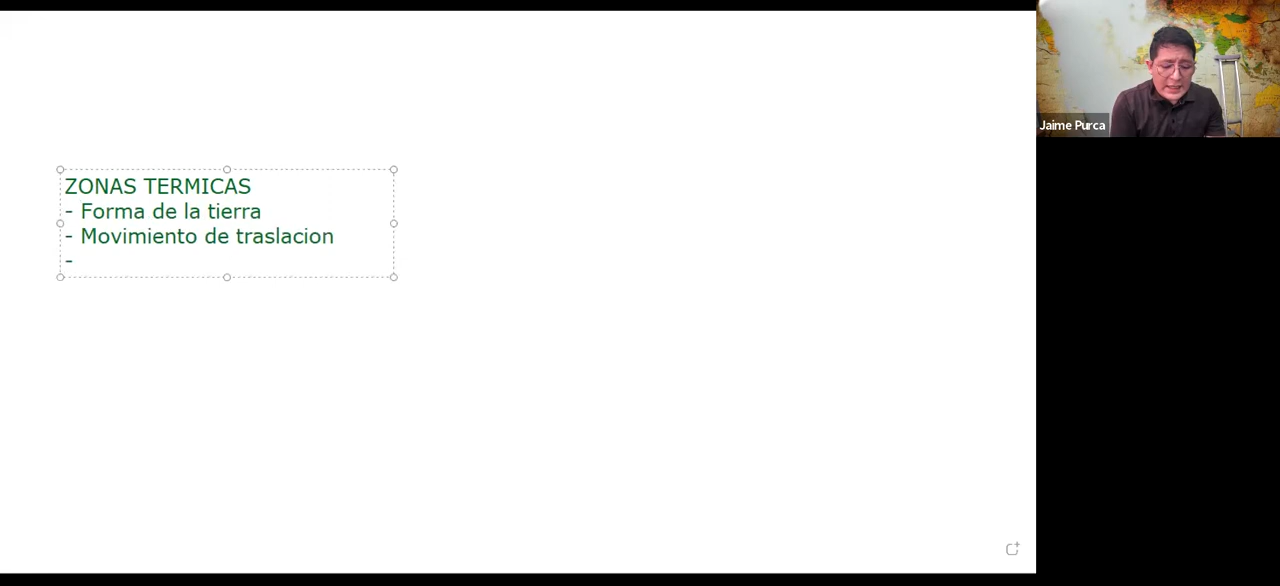 ZONAS TERMICAS
- Forma de la tierra
- Movimiento de traslacion
-
Jaime Purca